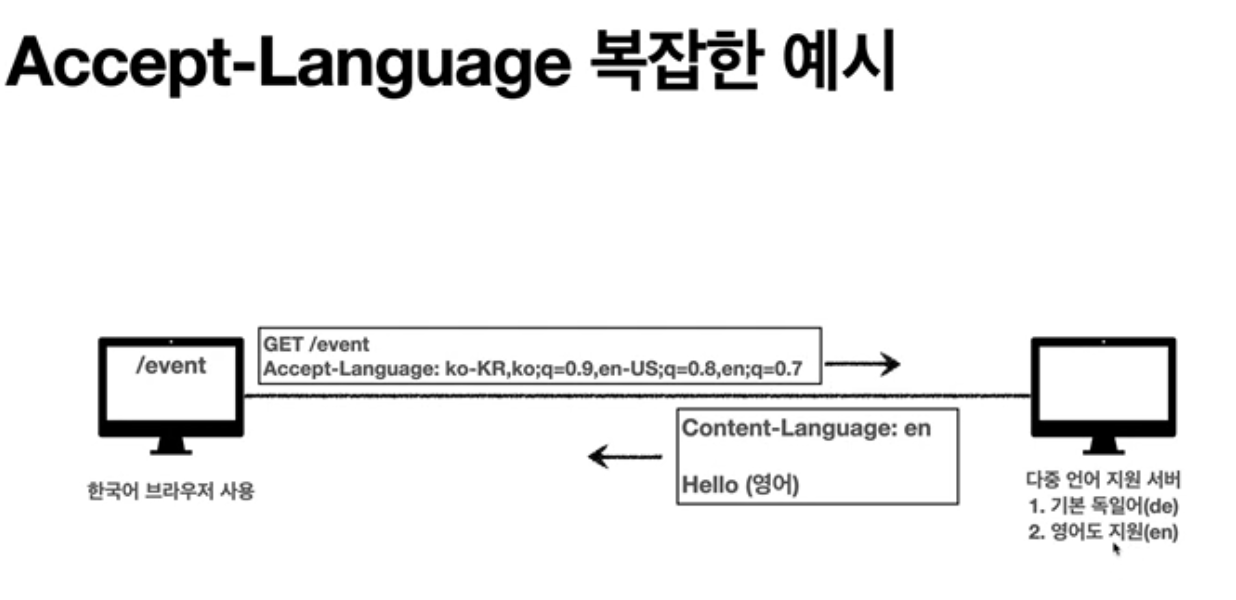 Accept-Language 복잡한 예시
/event
GET /event
Accept-Language: ko-KR,ko;q=0.9,en-US;q=0.8,en;q=0.7
Content-Language: en
Hello (영어)
한국어 브라우저 사용
다중 언어 지원 서버
1. 기본 독일어(de)
2. 영어도 지원(en)